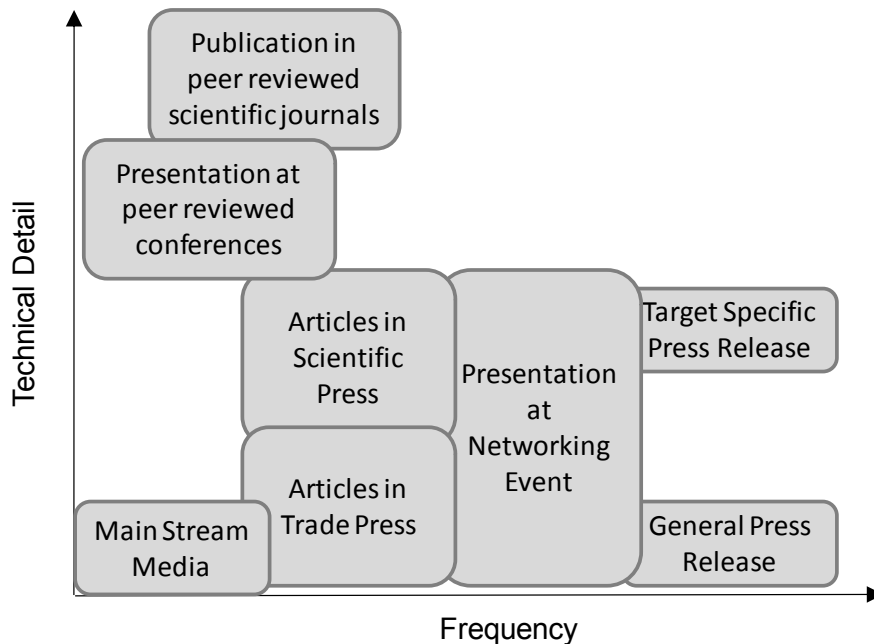 Publication in
peer reviewed
scientific journals
Presentation at
peer reviewed
conferences
Technical Detail
Articles in
Scientific
Press
Presentation
at
Networking
Event
Target Specific
Press Release
Articles in
Trade Press
Main Stream
Media
General Press
Release
Frequency